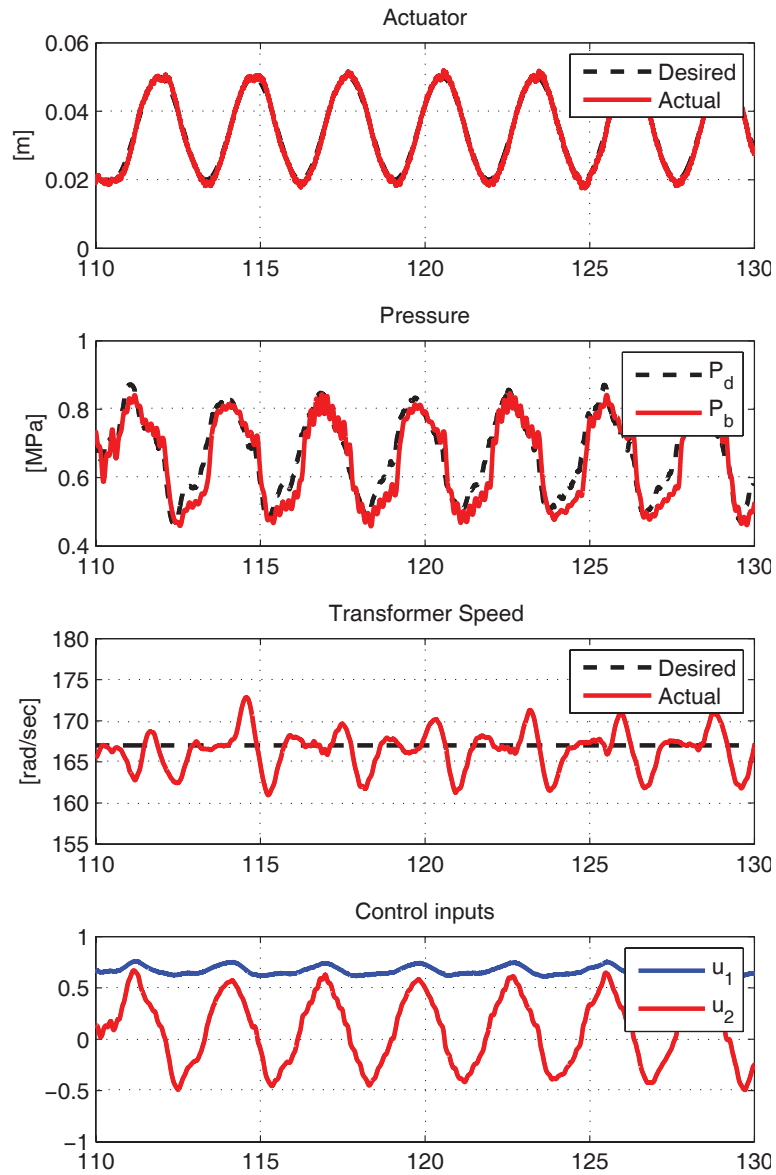 Actuator
0.06
0.04
0.02
0
[m]
Desired
Actual
110 115 120 125 130
Pressure
1
0.8
0.6
0.4
[MPa]
P_d
P_b
110 115 120 125 130
Transformer Speed
180
175
170
165
160
155
[rad/sec]
Desired
Actual
110 115 120 125 130
Control inputs
1
0.5
0
−0.5
−1
u_1
u_2
110 115 120 125 130